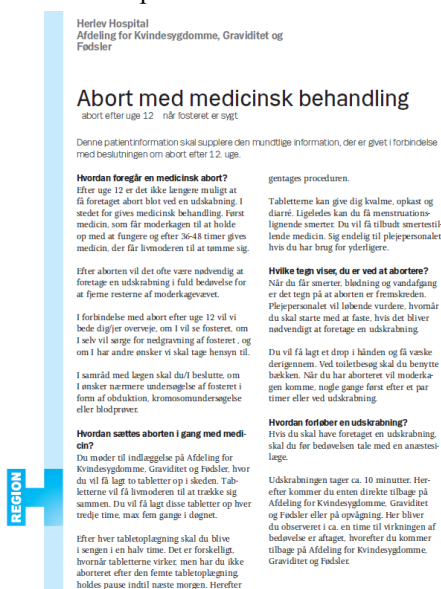 Herlev Hospital
Afdeling for Kvindesygdomme, Graviditet og
Fødsler
Abort med medicinsk behandling
abort efter uge 12 når fosteret er sygt
Denne patientinformation skal supplere den mundtlige information, der er givet i forbindelse
med beslutningen om abort efter 12. uge.
Hvordan foregår en medicinsk abort?
Efter uge 12 er det ikke længere muligt at
få foretaget abort blot ved en udskrabning. I
stedet for gives medicinsk behandling. Først
medicin, som får moderkagen til at holde
op med at fungere og efter 36-48 timer gives
medicin, der får livmoderen til at tømme sig.
Efter aborten vil det ofte være nødvendig at
foretage en udskrabning i fuld bedøvelse for
at fjerne resterne af moderkagevævet.
I forbindelse med abort efter uge 12 vil vi
bede dig/jer overveje, om I vil se fosteret, om
I selv vil sørge for nedgravning af fosteret , og
om I har andre ønsker vi skal tage hensyn til.
I samråd med lægen skal du/I beslutte, om
I ønsker nærmere undersøgelse af fosteret i
form af obduktion, kromosomundersøgelse
eller blodprøver.
Hvordan sættes aborten i gang med medi-
cin?
Du møder til indlæggelse på Afdeling for
Kvindesygdomme, Graviditet og Fødsler, hvor
du vil få lagt to tabletter op i skeden. Tab-
letterne vil få livmoderen til at trække sig
sammen. Du vil få lagt disse tabletter op hver
tredje time, max fem gange i døgnet.
Efter hver tabletoplægning skal du blive
i sengen i en halv time. Det er forskelligt,
hvornår tabletterne virker, men har du ikke
aborteret efter den femte tabletoplægning,
holdes pause indtil næste morgen. Herefter
gentages proceduren.
Tabletterne kan give dig kvalme, opkast og
diarré. Ligeledes kan du få menstruations-
lignende smerter. Du vil få tilbudt smertestil-
lende medicin. Sig endelig til plejepersonalet,
hvis du har brug for yderligere.
Hvilke tegn viser, du er ved at abortere?
Når du får smerter, blødning og vandafgang
er det tegn på at aborten er fremskreden.
Plejepersonalet vil løbende vurdere, hvornår
du skal starte med at faste, hvis det bliver
nødvendigt at foretage en udskrabning.
Du vil få lagt et drop i hånden og få væske
derigennem. Ved toiletbesøg skal du benytte
bækken. Når du har aborteret vil moderka-
gen komme, nogle gange først efter et par
timer eller ved udskrabning.
Hvordan forløber en udskrabning?
Hvis du skal have foretaget en udskrabning,
skal du før bedøvelsen tale med en anæstesi-
læge.
Udskrabningen tager ca. 10 minutter. Her-
efter kommer du enten direkte tilbage på
Afdeling for Kvindesygdomme, Graviditet
og Fødsler eller på opvågning. Her bliver
du observeret i ca. en time til virkningen af
bedøvelse er aftaget, hvorefter du kommer
tilbage på Afdeling for Kvindesygdomme,
Graviditet og Fødsler.
REGION